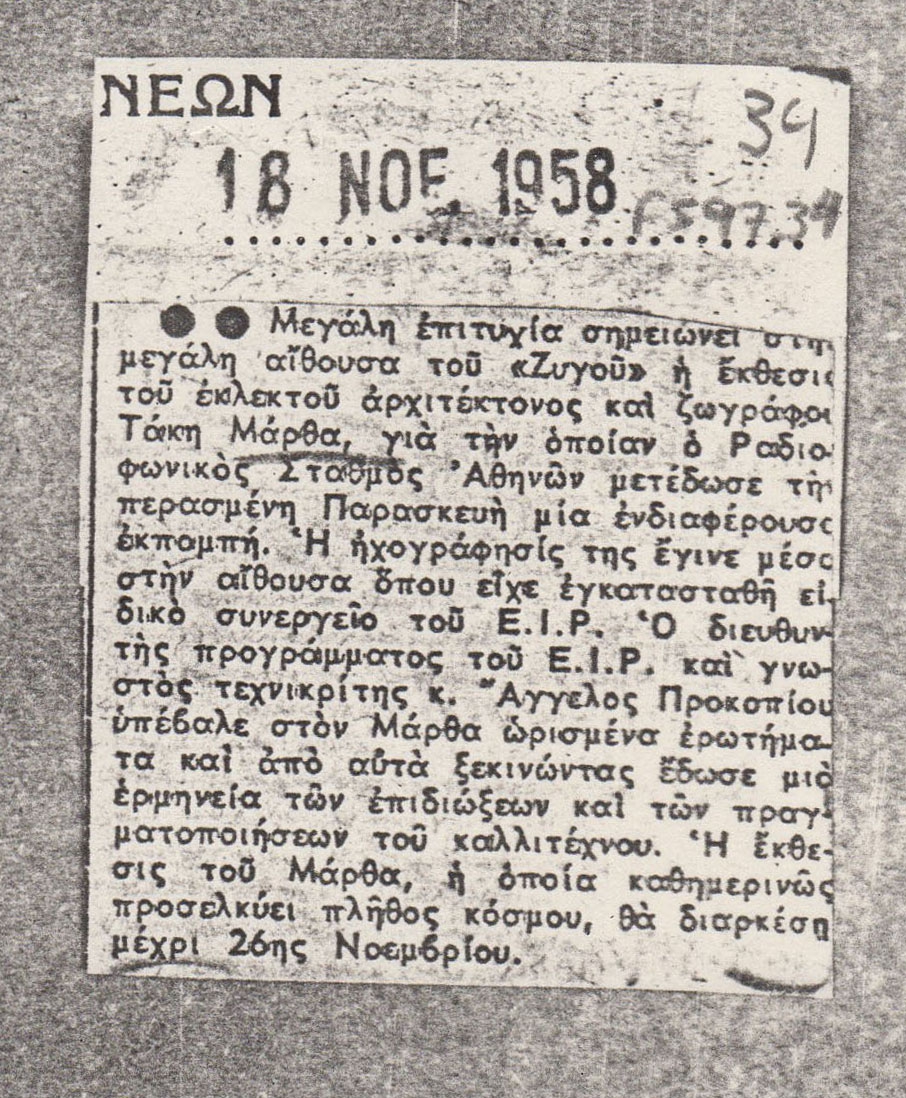 ΝΕΩΝ
34
18 ΝΟΕ. 1958
F597.34
Μεγάλη ἐπιτυχία σημειώνει στὴν
μεγάλη αἴθουσα τοῦ «Ζυγοῦ» ἡ ἔκθεσις
τοῦ ἐκλεκτοῦ ἀρχιτέκτονος καὶ ζωγράφου
Τάκη Μάρθα, γιὰ τὴν ὁποίαν ὁ Ραδιο-
φωνικὸς Σταθμὸς Ἀθηνῶν μετέδωσε τὴν
περασμένη Παρασκευὴ μία ἐνδιαφέρουσα
ἐκπομπή. Ἡ ἠχογράφησίς της ἔγινε μέσα
στὴν αἴθουσα ὅπου εἶχε ἐγκατασταθῆ εἰ-
δικὸ συνεργεῖο τοῦ Ε.Ι.Ρ. Ὁ διευθυν-
τὴς προγράμματος τοῦ Ε.Ι.Ρ. καὶ γνω-
στὸς τεχνικρίτης κ. Ἄγγελος Προκοπίου
ὑπέβαλε στὸν Μάρθα ὡρισμένα ἐρωτήμα-
τα καὶ ἀπὸ αὐτὰ ξεκινώντας ἔδωσε μιὰ
ἑρμηνεία τῶν ἐπιδιώξεων καὶ τῶν πραγ-
ματοποιήσεων τοῦ καλλιτέχνου. Ἡ ἔκθε-
σις τοῦ Μάρθα, ἡ ὁποία καθημερινῶς
προσελκύει πλῆθος κόσμου, θὰ διαρκέση
μέχρι 26ης Νοεμβρίου.